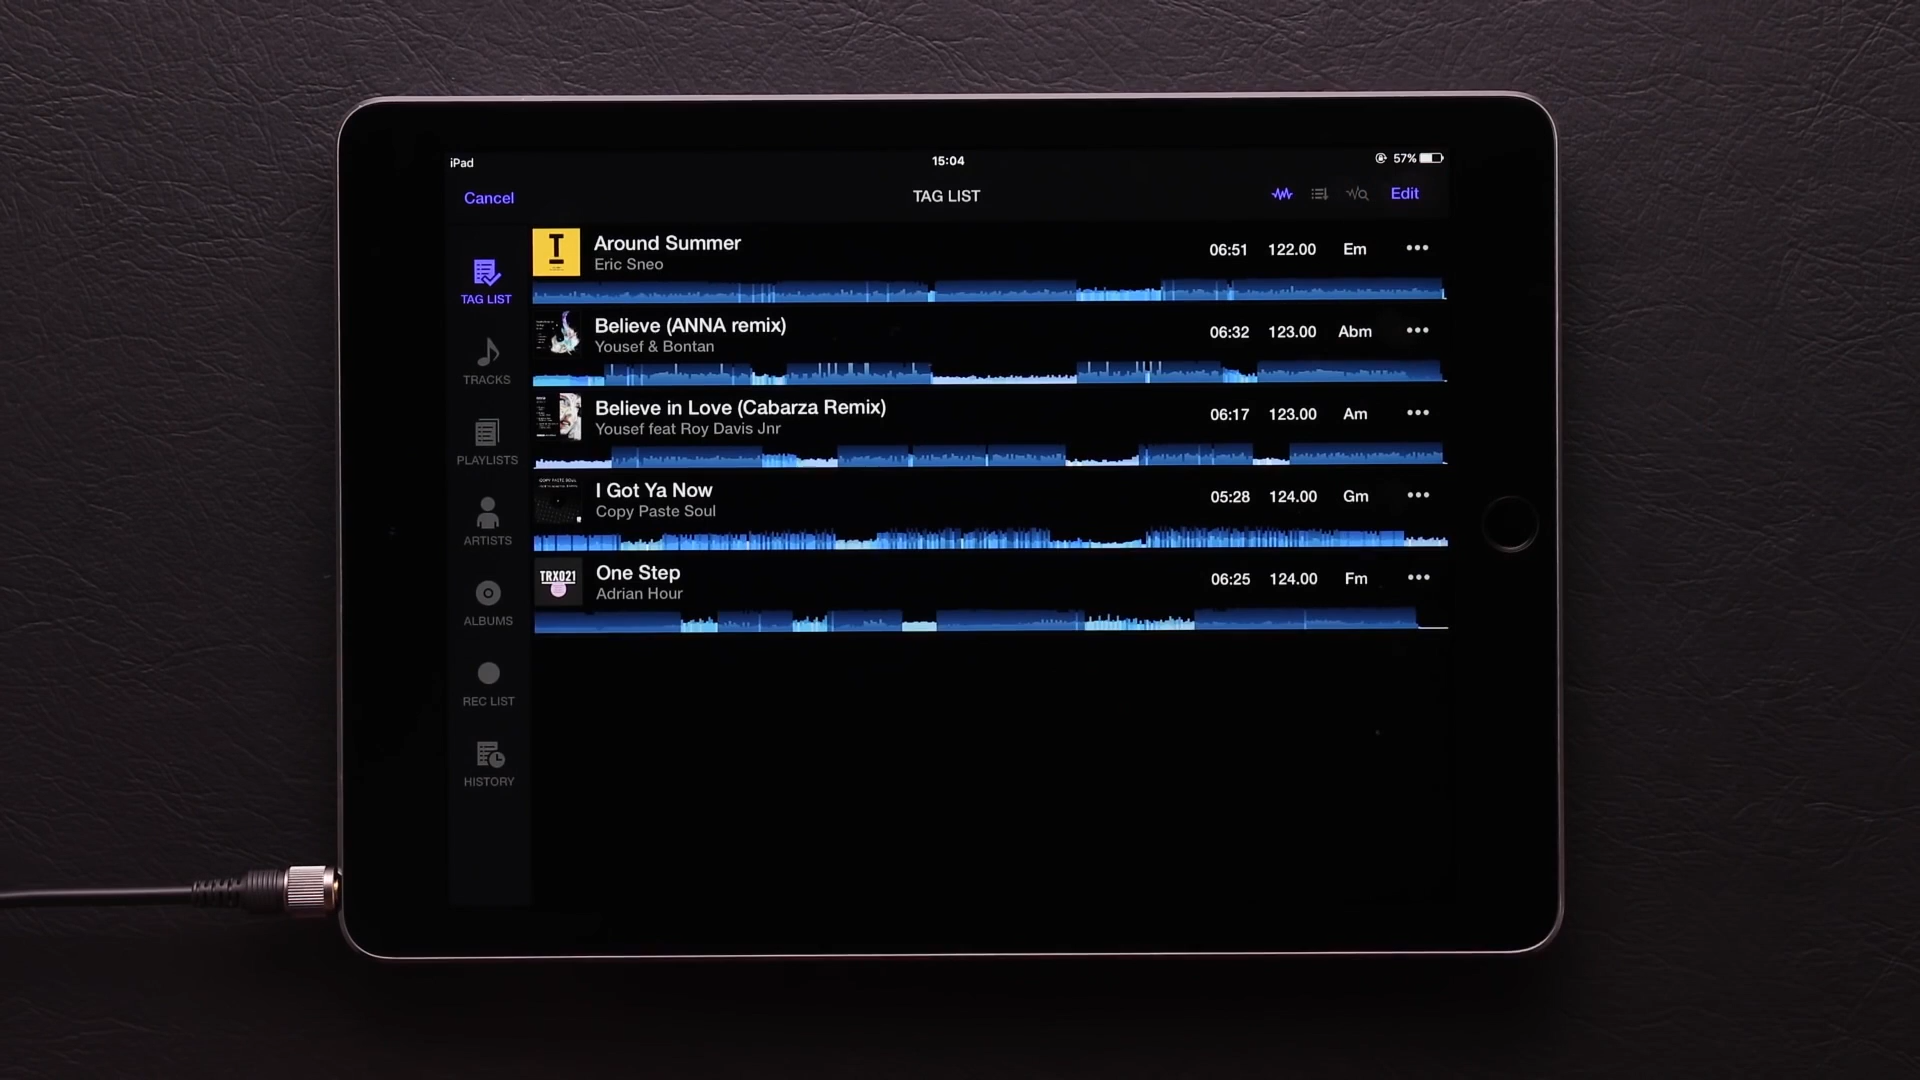 iPad
15:04
57%
Cancel
TAG LIST
Edit
TAG LIST
TRACKS
PLAYLISTS
ARTISTS
ALBUMS
REC LIST
HISTORY
Around Summer
Eric Sneo
06:51 122.00 Em
Believe (ANNA remix)
Yousef & Bontan
06:32 123.00 Abm
Believe in Love (Cabarza Remix)
Yousef feat Roy Davis Jnr
06:17 123.00 Am
COPY PASTE SOUL
I Got Ya Now
Copy Paste Soul
05:28 124.00 Gm
TRX021
One Step
Adrian Hour
06:25 124.00 Fm